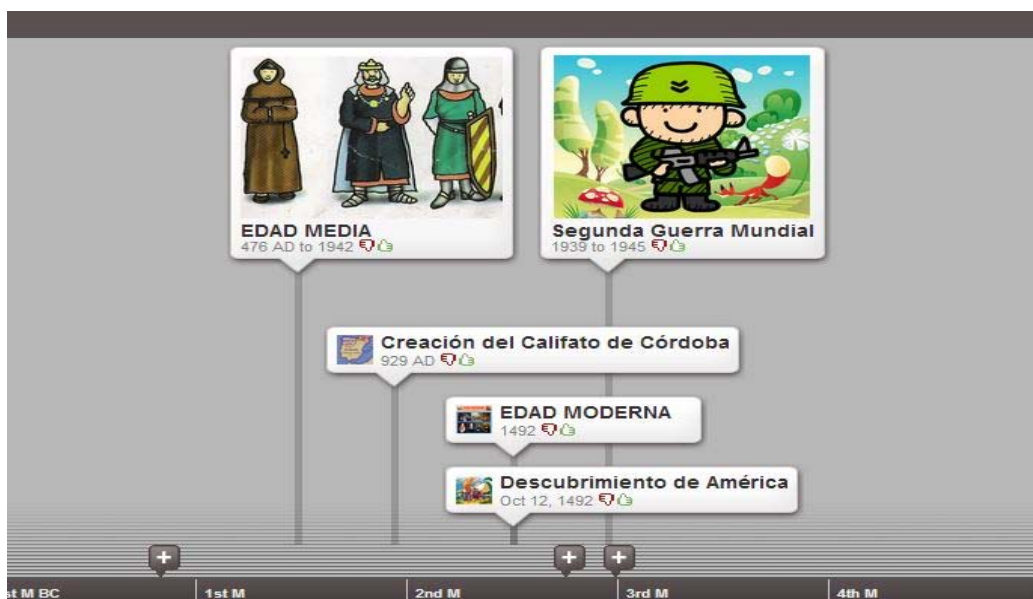 EDAD MEDIA
476 AD to 1942
Segunda Guerra Mundial
1939 to 1945
Creación del Califato de Córdoba
929 AD
EDAD MODERNA
1492
Descubrimiento de América
Oct 12, 1492
st M BC
1st M
2nd M
3rd M
4th M